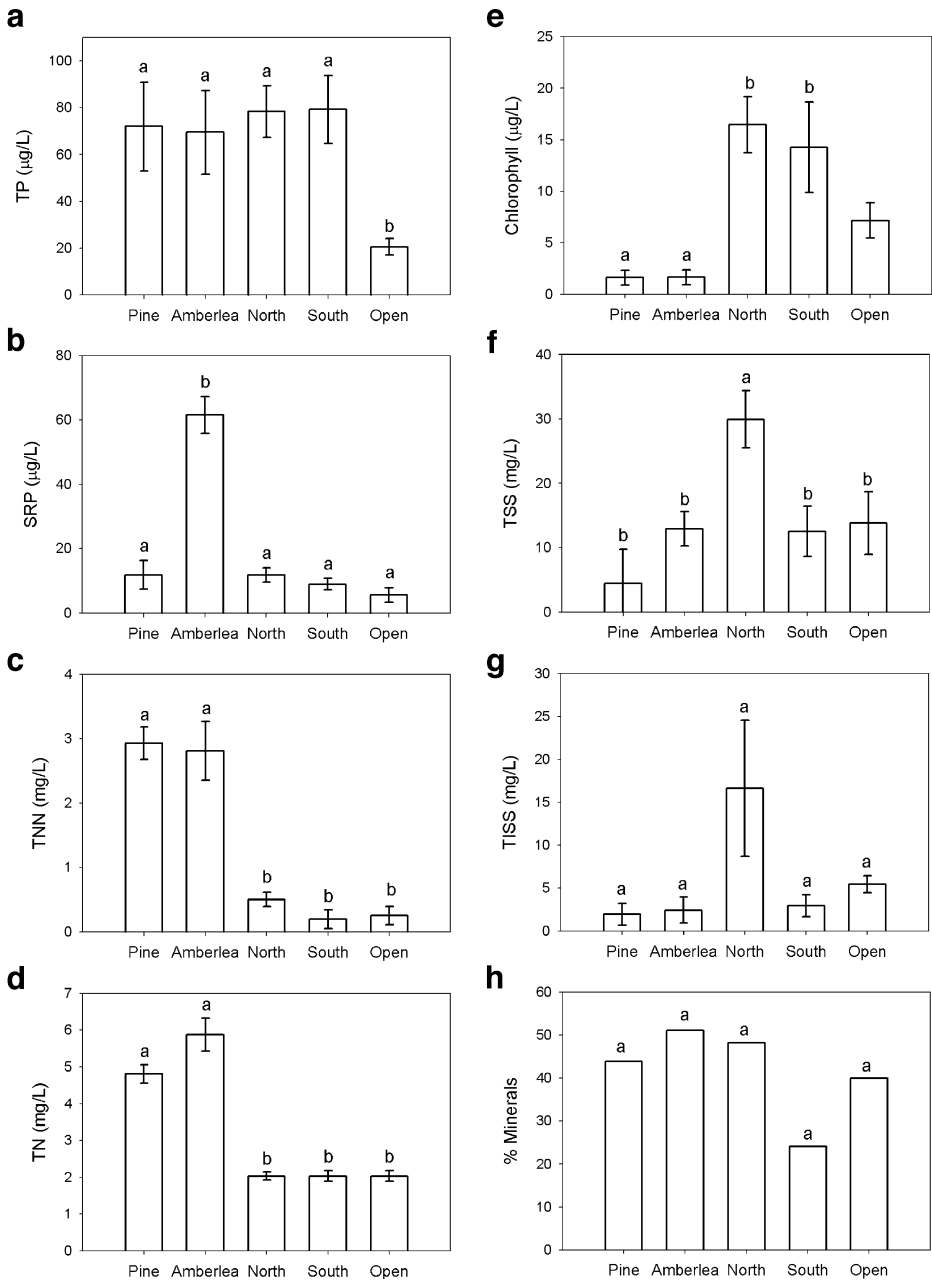 a
TP (µg/L)
100
80
60
40
20
0
a
a
a
a
b
Pine Amberlea North South Open
b
SRP (µg/L)
80
60
40
20
0
a
b
a
a
a
Pine Amberlea North South Open
c
TNN (mg/L)
4
3
2
1
0
a
a
b
b
b
Pine Amberlea North South Open
d
TN (mg/L)
7
6
5
4
3
2
1
0
a
a
b
b
b
Pine Amberlea North South Open
e
Chlorophyll (µg/L)
25
20
15
10
5
0
a
a
b
b
Pine Amberlea North South Open
f
TSS (mg/L)
40
30
20
10
0
b
b
a
b
b
Pine Amberlea North South Open
g
TISS (mg/L)
30
25
20
15
10
5
0
a
a
a
a
a
Pine Amberlea North South Open
h
% Minerals
60
50
40
30
20
10
0
a
a
a
a
a
Pine Amberlea North South Open